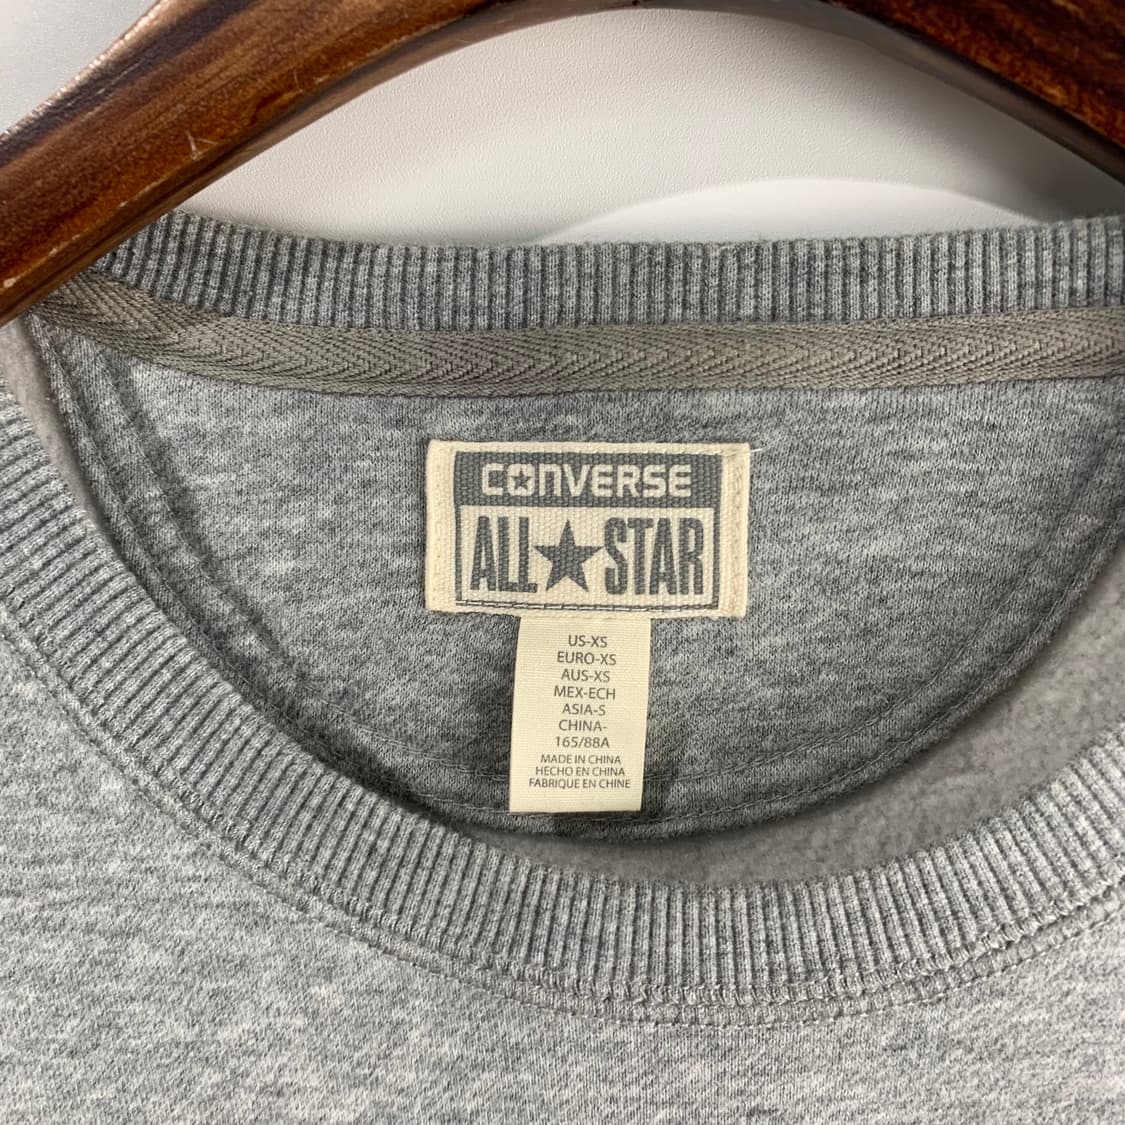 CONVERSE
ALL★STAR
US-XS
EURO-XS
AUS-XS
MEX-ECH
ASIA-S
CHINA-
165/88A
MADE IN CHINA
HECHO EN CHINA
FABRIQUE EN CHINE